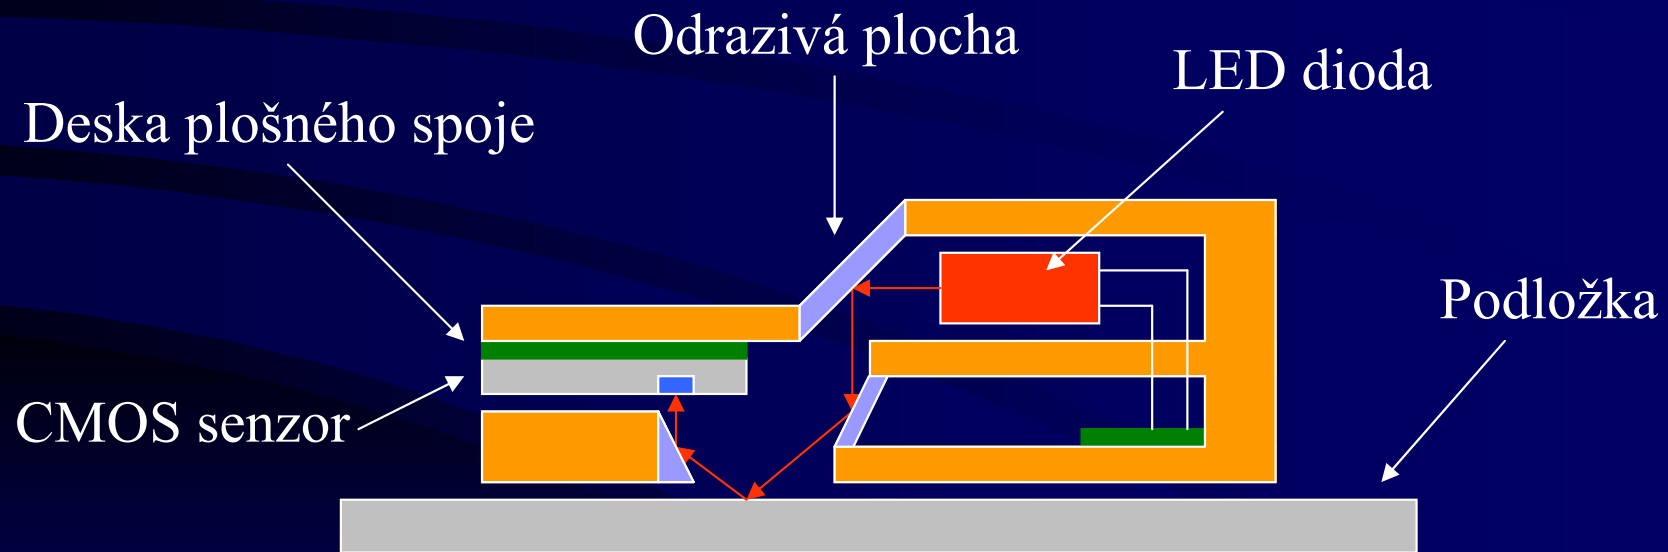 Odrazivá plocha
LED dioda
Deska plošného spoje
Podložka
CMOS senzor